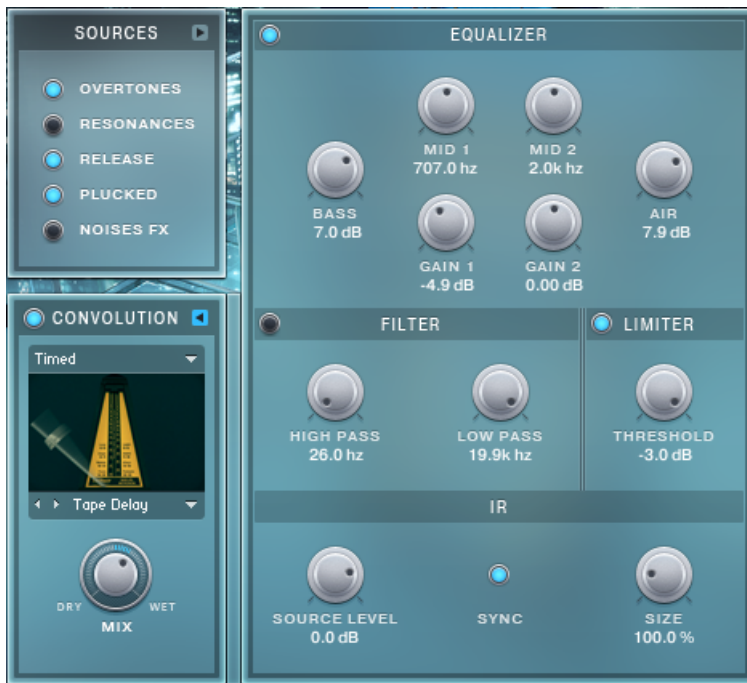 SOURCES
OVERTONES
RESONANCES
RELEASE
PLUCKED
NOISES FX
CONVOLUTION
Timed
Tape Delay
DRY WET
MIX
EQUALIZER
MID 1 MID 2
707.0 hz 2.0k hz
BASS AIR
7.0 dB 7.9 dB
GAIN 1 GAIN 2
-4.9 dB 0.00 dB
FILTER LIMITER
HIGH PASS LOW PASS THRESHOLD
26.0 hz 19.9k hz -3.0 dB
IR
SOURCE LEVEL SYNC SIZE
0.0 dB 100.0 %